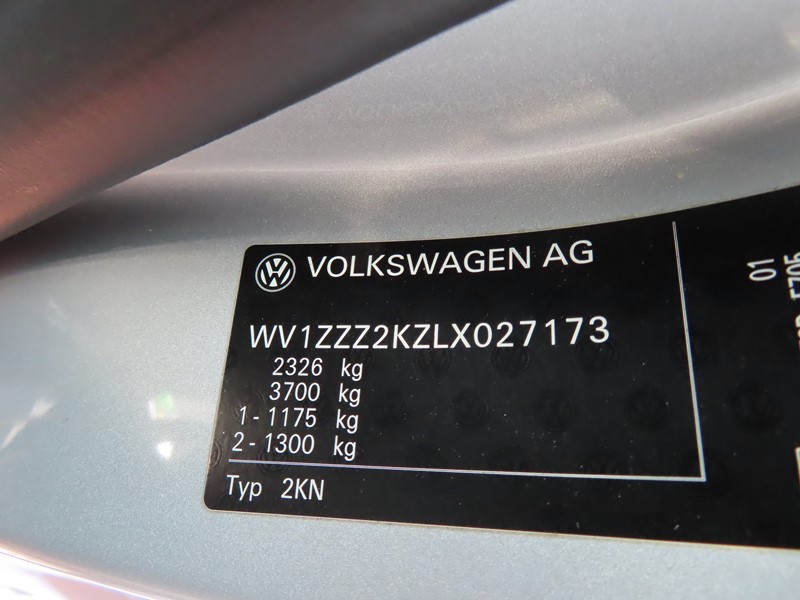 VOLKSWAGEN AG
WV1ZZZ2KZLX027173
2326 kg
3700 kg
1 - 1175 kg
2 - 1300 kg
Typ 2KN
01